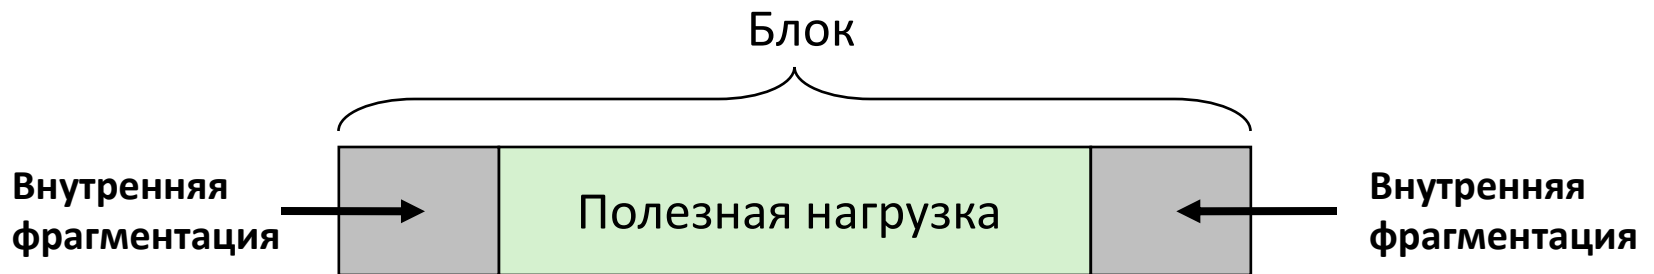 Блок
Внутренняя
фрагментация
Полезная нагрузка
Внутренняя
фрагментация